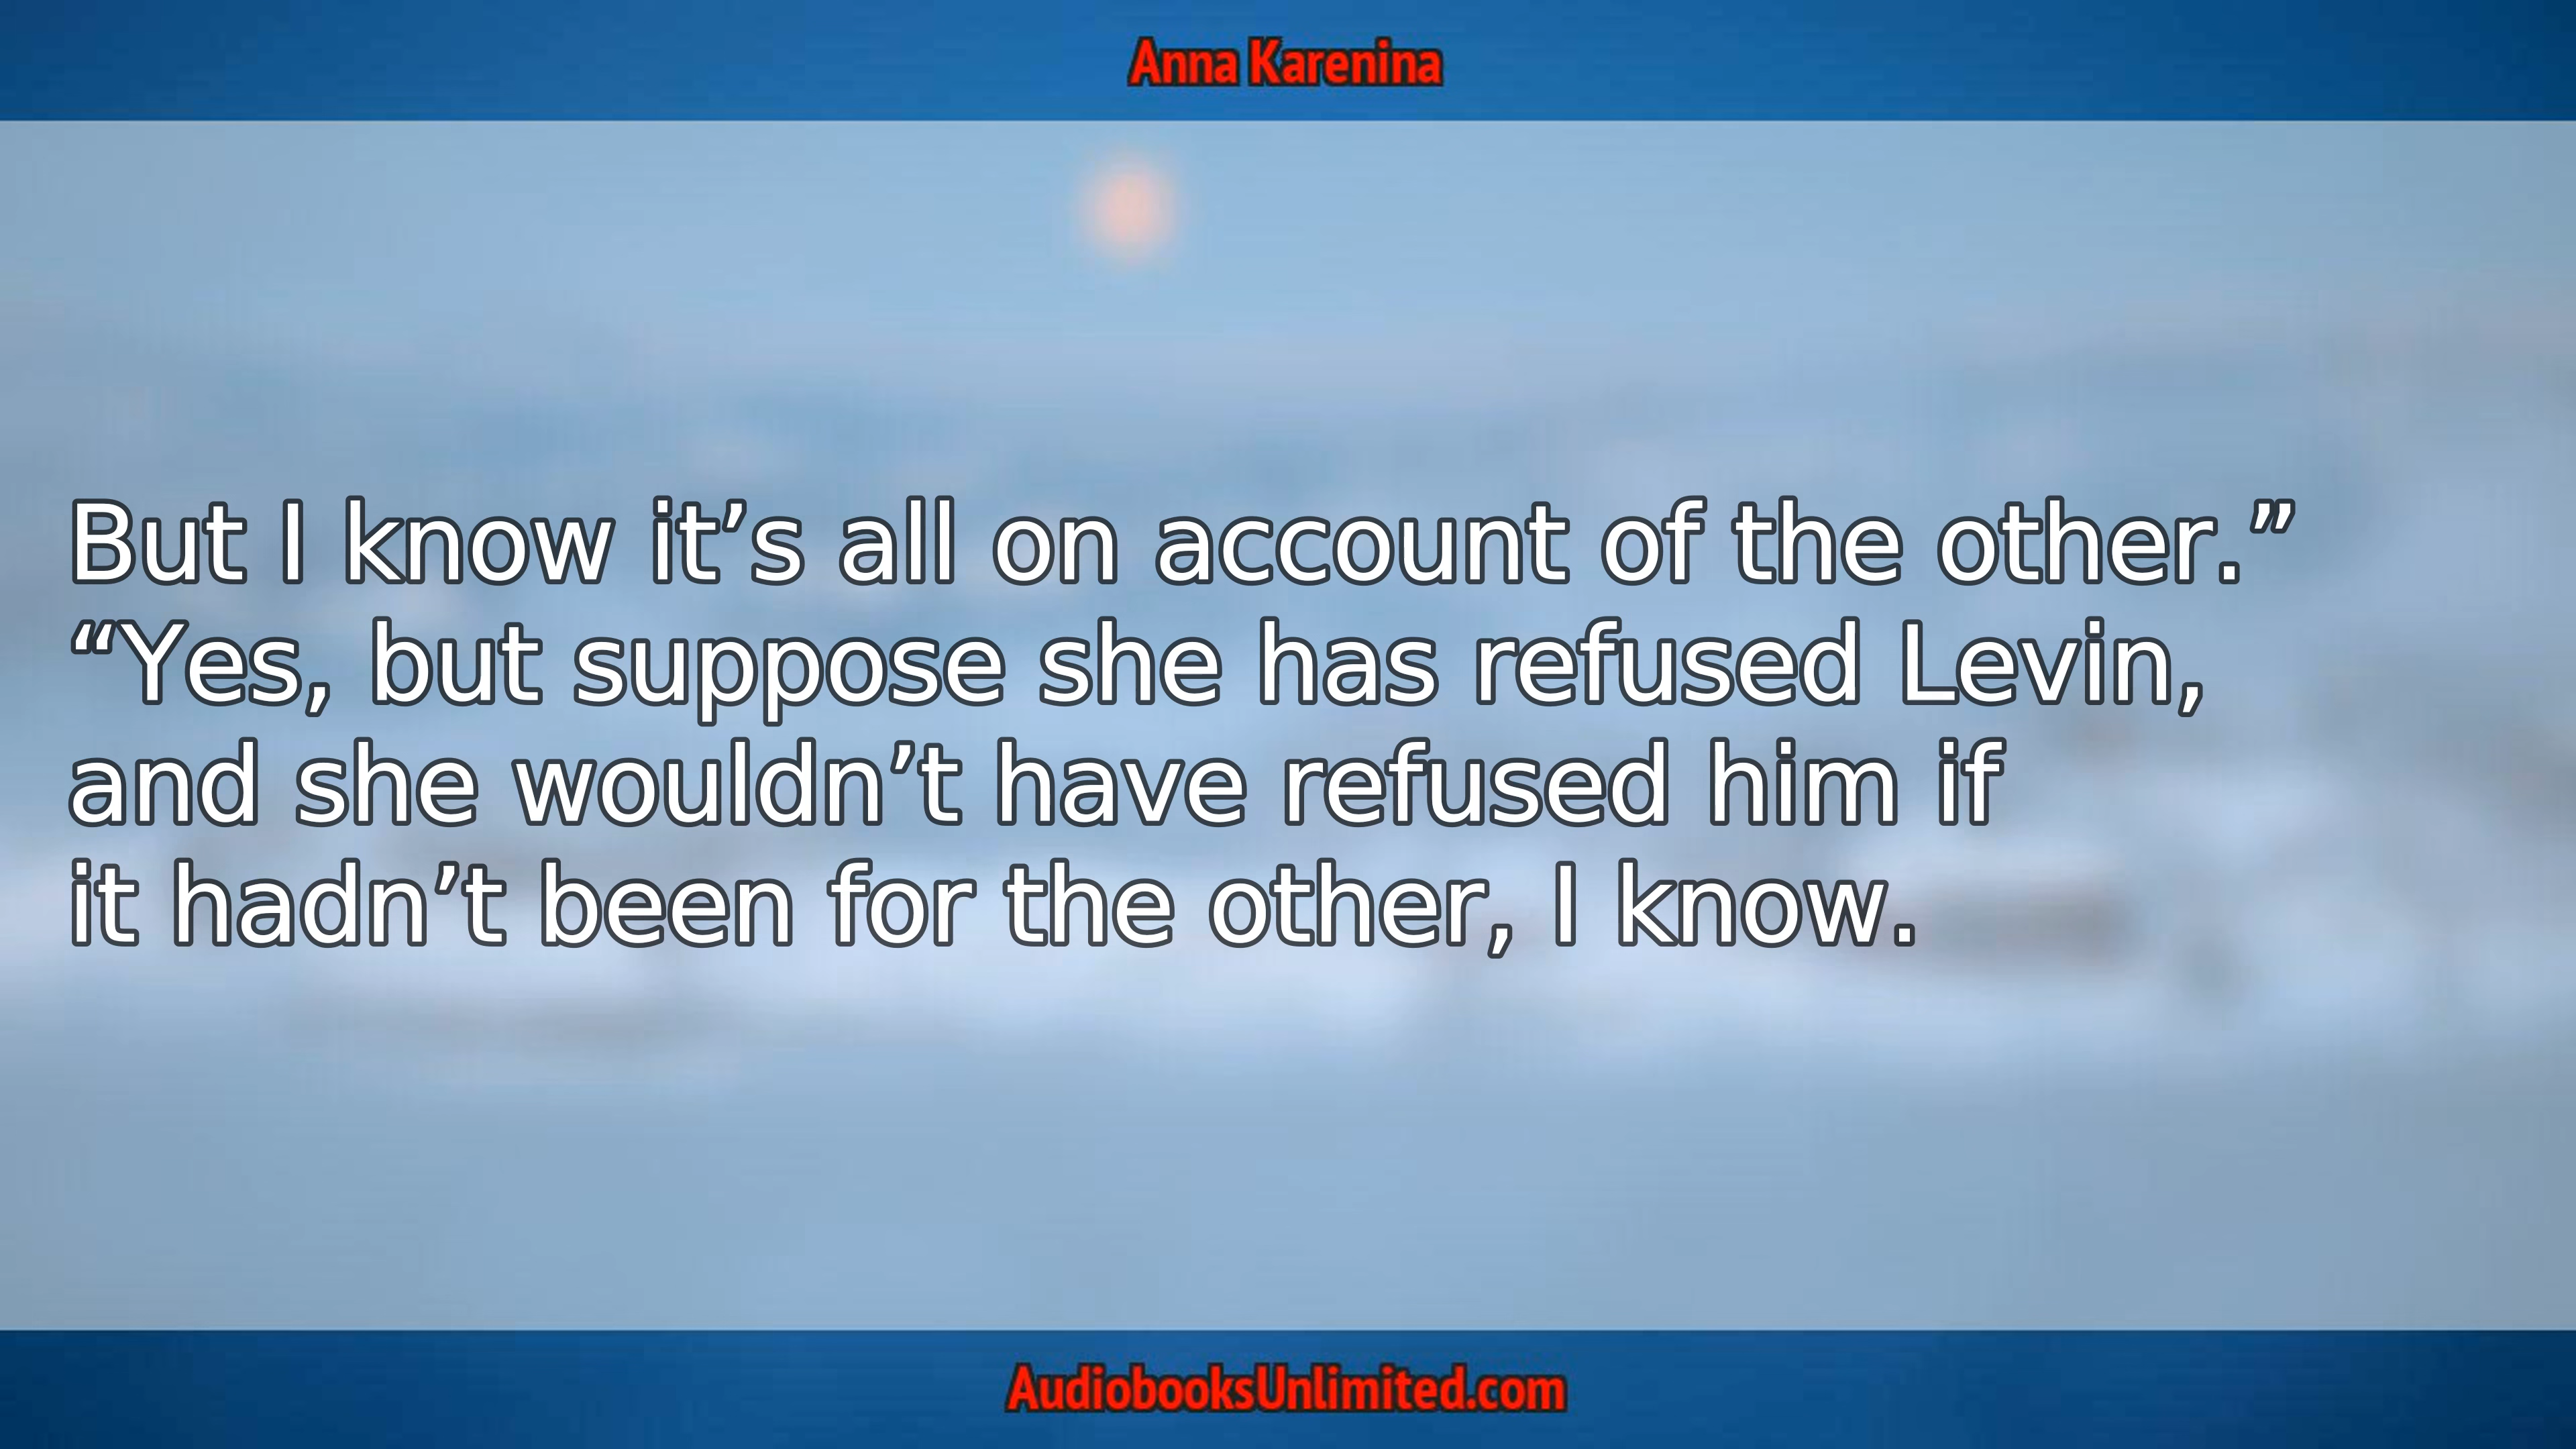 Anna Karenina
But I know it’s all on account of the other.”
“Yes, but suppose she has refused Levin,
and she wouldn’t have refused him if
it hadn’t been for the other, I know.
AudiobooksUnlimited.com